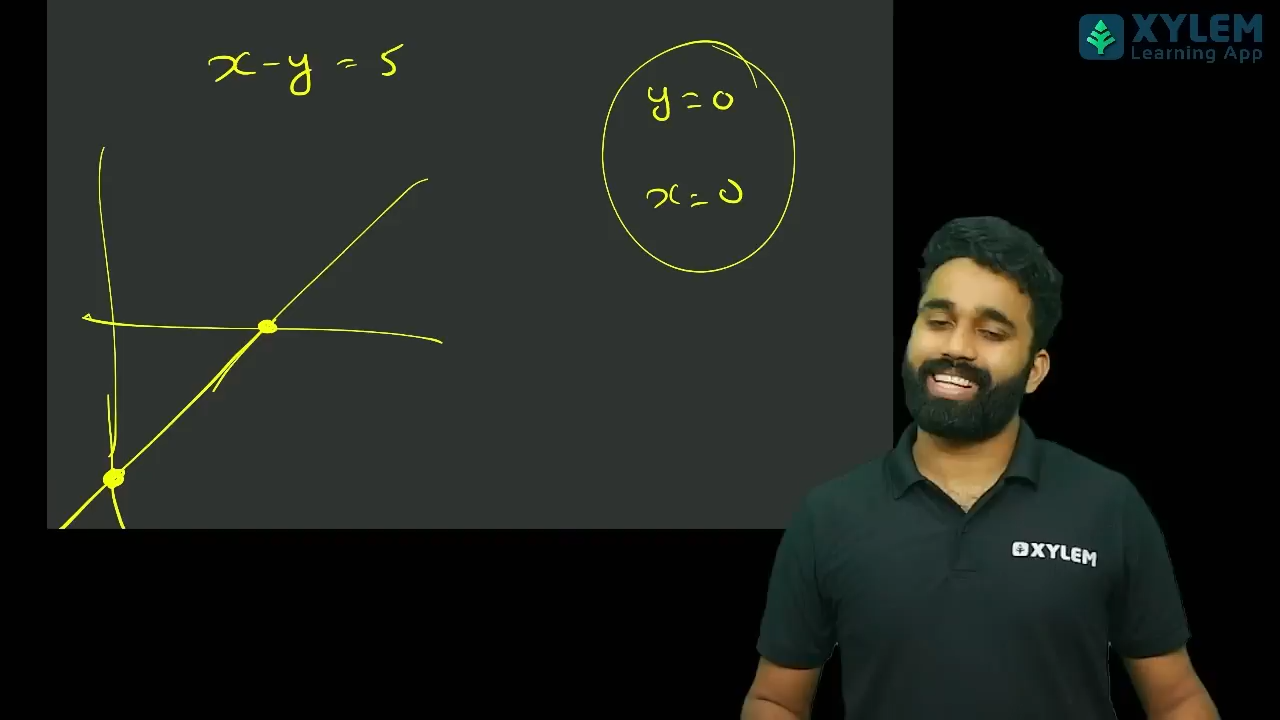 x - y = 5
y = 0
x = 0
XYLEM
Learning App
XYLEM